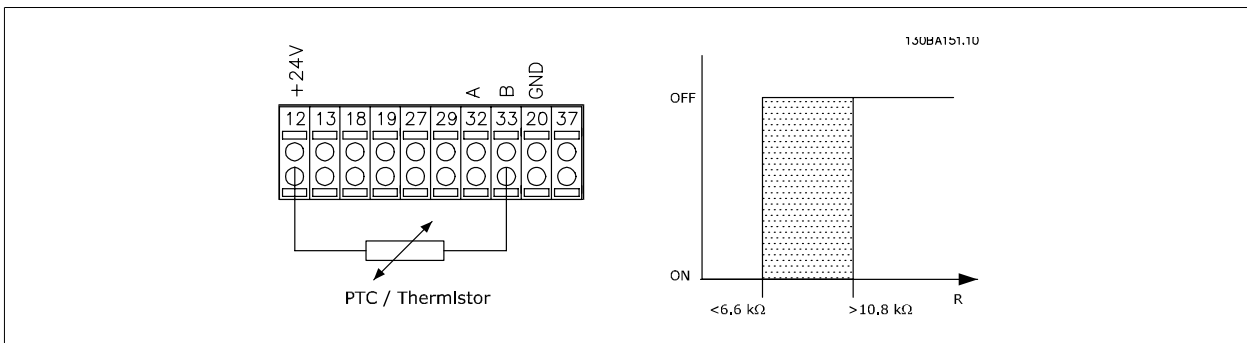 130BA151.10
+24V
A
B
GND
12 13 18 19 27 29 32 33 20 37
PTC / Thermistor
OFF
ON
<6,6 kΩ
>10,8 kΩ
R